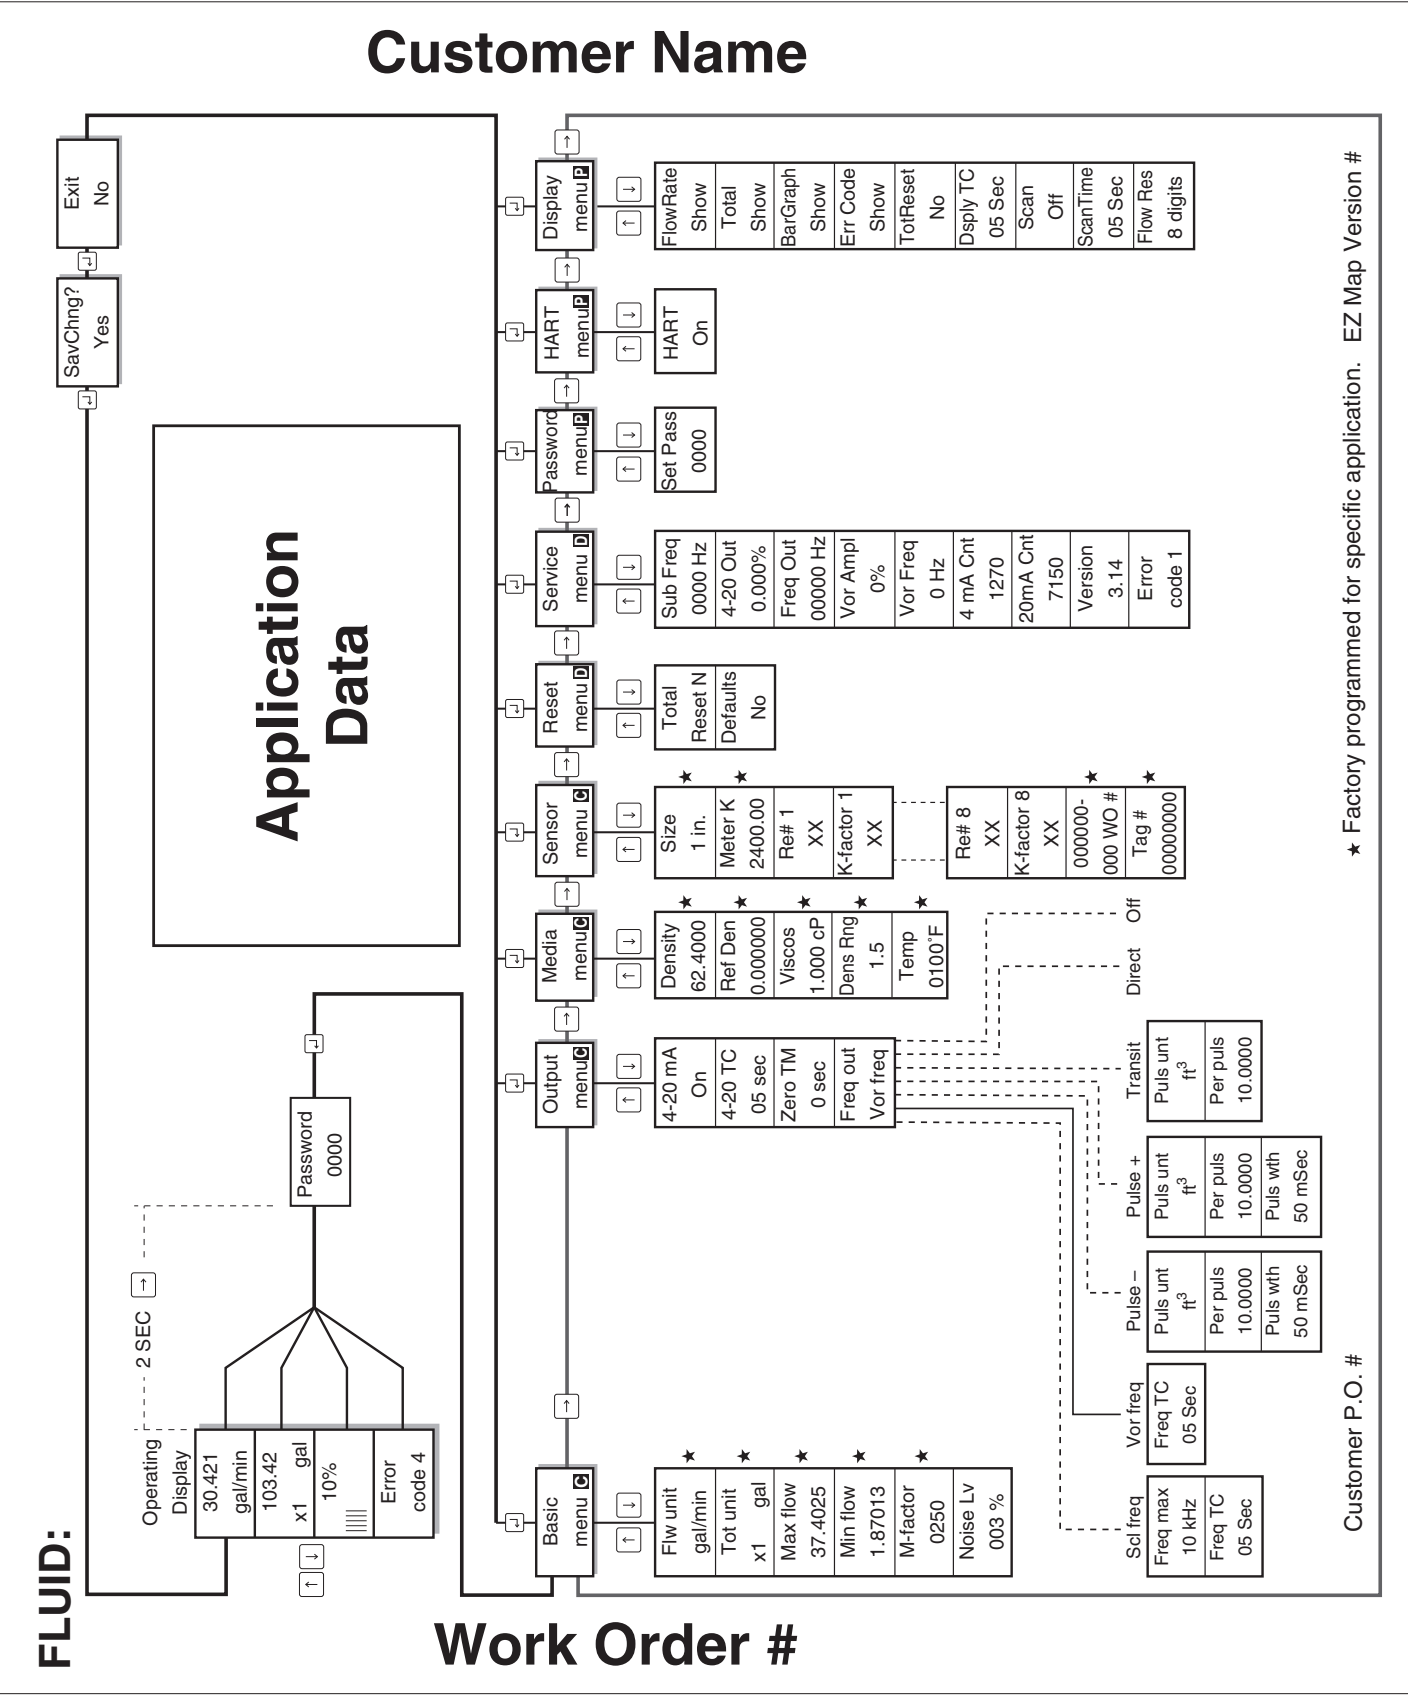 Customer Name
Work Order #
FLUID:
Application
Data
Operating
Display
30.421
gal/min
103.42
x1 gal
10%
Error
code 4
↑ ↓
2 SEC →
Password
0000
SavChng?
Yes
Exit
No
Basic
menu C
Flw unit
gal/min
Tot unit
x1 gal
Max flow
37.4025
Min flow
1.87013
M-factor
0250
Noise Lv
003 %
Output
menu C
4-20 mA
On
4-20 TC
05 sec
Zero TM
0 sec
Freq out
Vor freq
Scl freq
Freq max
10 kHz
Freq TC
05 Sec
Vor freq
Freq TC
05 Sec
Pulse –
Puls unt
ft³
Per puls
10.0000
Puls wth
50 mSec
Pulse +
Puls unt
ft³
Per puls
10.0000
Puls wth
50 mSec
Transit
Puls unt
ft³
Per puls
10.0000
Direct
Off
Media
menu C
Density
62.4000
Ref Den
0.000000
Viscos
1.000 cP
Dens Rng
1.5
Temp
0100°F
Sensor
menu C
Size
1 in.
Meter K
2400.00
Re# 1
XX
K-factor 1
XX
Re# 8
XX
K-factor 8
XX
000000-
000 WO #
Tag #
00000000
Reset
menu D
Total
Reset N
Defaults
No
Service
menu D
Sub Freq
0000 Hz
4-20 Out
0.000%
Freq Out
00000 Hz
Vor Ampl
0%
Vor Freq
0 Hz
4 mA Cnt
1270
20mA Cnt
7150
Version
3.14
Error
code 1
Password
menu P
Set Pass
0000
HART
menu P
HART
On
Display
menu P
FlowRate
Show
Total
Show
BarGraph
Show
Err Code
Show
TotReset
No
Dsply TC
05 Sec
Scan
Off
ScanTime
05 Sec
Flow Res
8 digits
Customer P.O. #
★ Factory programmed for specific application. EZ Map Version #